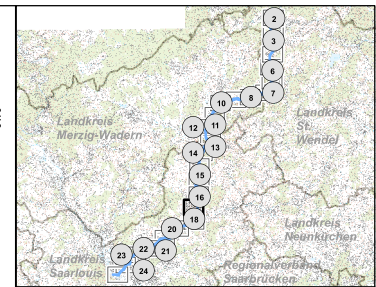 2
3
6
7
8
10
Landkreis
Merzig-Wadern
12
11
Landkreis
St.
Wendel
13
14
15
16
18
Landkreis
Neunkirchen
20
21
22
23
Landkreis
Saarlouis
24
Regionalverband
Saarbrücken